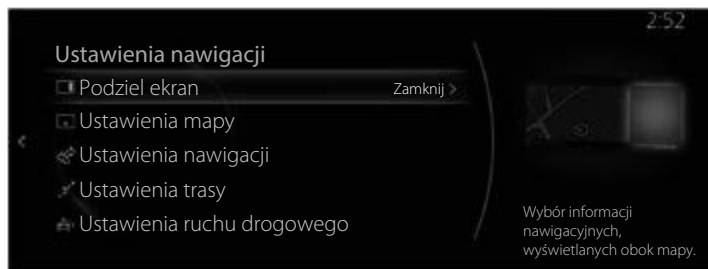 2:52
Ustawienia nawigacji
Podziel ekran Zamknij
Ustawienia mapy
Ustawienia nawigacji
Ustawienia trasy
Ustawienia ruchu drogowego
Wybór informacji
nawigacyjnych,
wyświetlanych obok mapy.